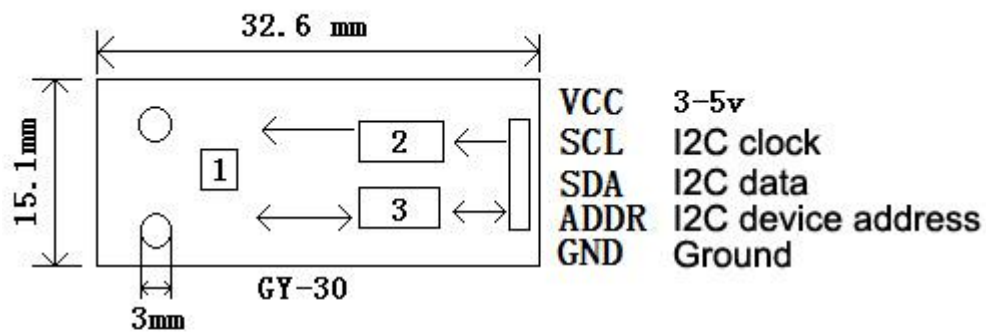 32.6 mm
15.1mm
1
2
3
VCC 3-5v
SCL I2C clock
SDA I2C data
ADDR I2C device address
GND Ground
GY-30
3mm